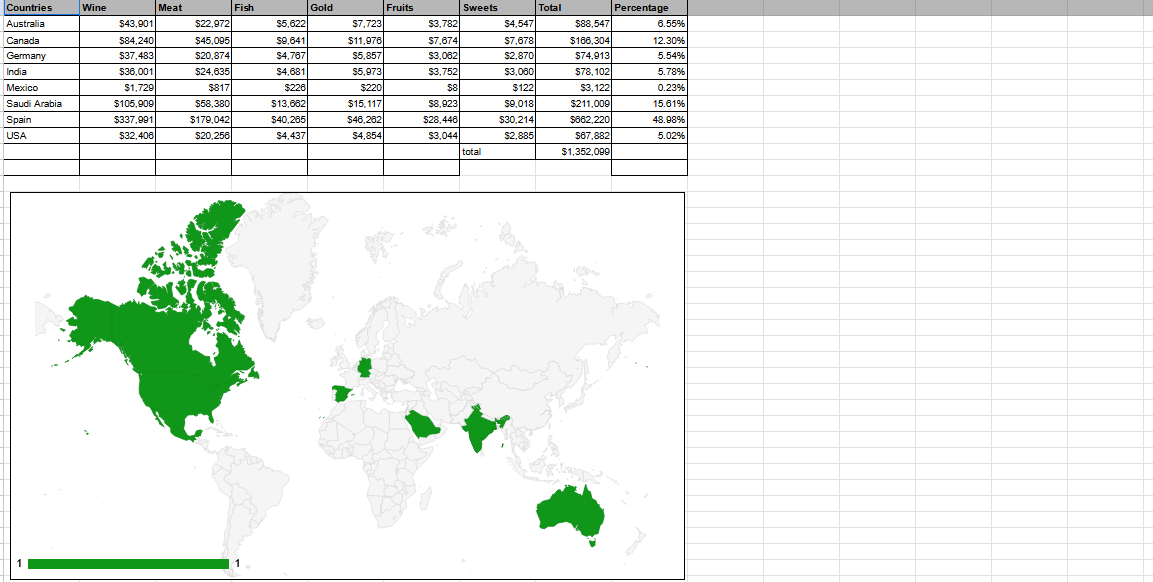 Countries Wine Meat Fish Gold Fruits Sweets Total Percentage
Australia $43,901 $22,972 $5,622 $7,723 $3,782 $4,547 $88,547 6.55%
Canada $84,240 $45,095 $9,641 $11,976 $7,674 $7,678 $166,304 12.30%
Germany $37,483 $20,874 $4,767 $5,857 $3,062 $2,870 $74,913 5.54%
India $36,001 $24,635 $4,681 $5,973 $3,752 $3,060 $78,102 5.78%
Mexico $1,729 $817 $226 $220 $8 $122 $3,122 0.23%
Saudi Arabia $105,909 $58,380 $13,662 $15,117 $8,923 $9,018 $211,009 15.61%
Spain $337,991 $179,042 $40,265 $46,262 $28,446 $30,214 $662,220 48.98%
USA $32,406 $20,256 $4,437 $4,854 $3,044 $2,885 $67,882 5.02%
total $1,352,099
1 1